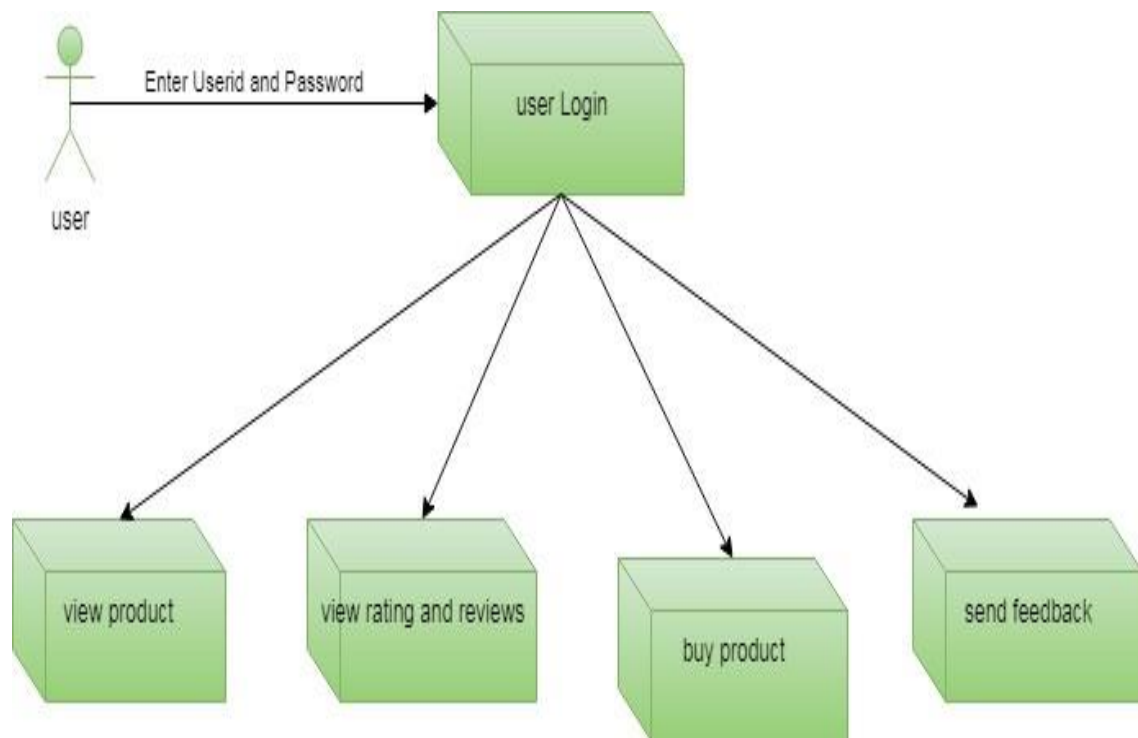 Enter Userid and Password
user Login
user
view product
view rating and reviews
buy product
send feedback